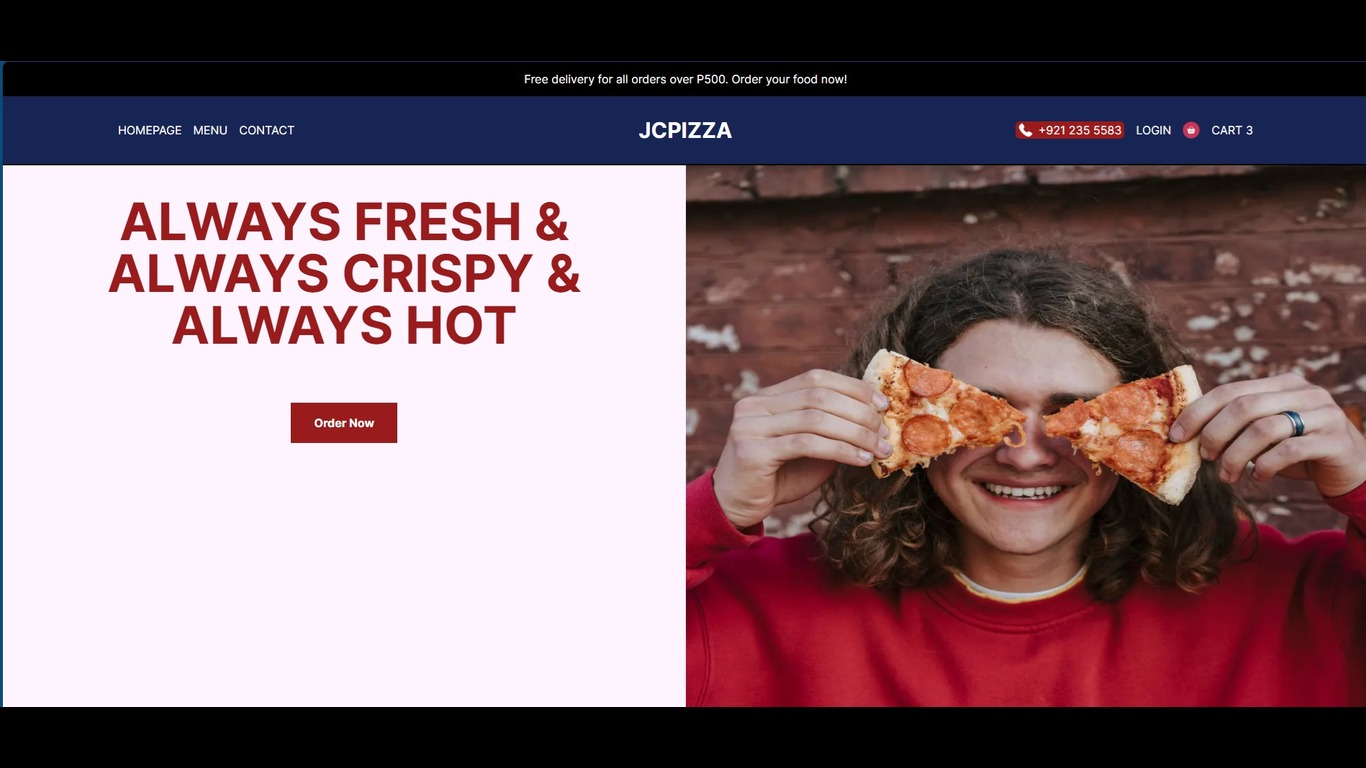 Free delivery for all orders over P500. Order your food now!
HOMEPAGE MENU CONTACT
JCPIZZA
+921 235 5583 LOGIN CART 3
ALWAYS FRESH &
ALWAYS CRISPY &
ALWAYS HOT
Order Now